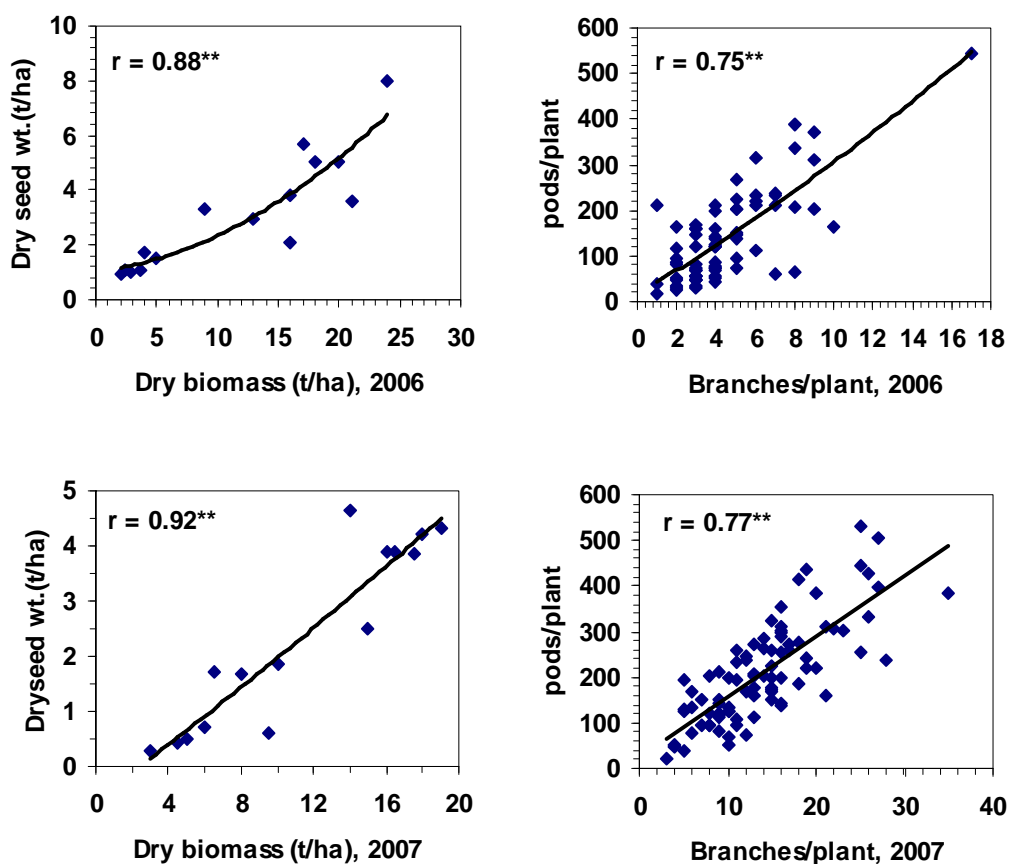 10
8
6
4
2
0
r = 0.88**
Dry seed wt.(t/ha)
0 5 10 15 20 25 30
Dry biomass (t/ha), 2006
600
500
400
300
200
100
0
r = 0.75**
pods/plant
0 2 4 6 8 10 12 14 16 18
Branches/plant, 2006
5
4
3
2
1
0
r = 0.92**
Dryseed wt.(t/ha)
0 4 8 12 16 20
Dry biomass (t/ha), 2007
600
500
400
300
200
100
0
r = 0.77**
pods/plant
0 10 20 30 40
Branches/plant, 2007